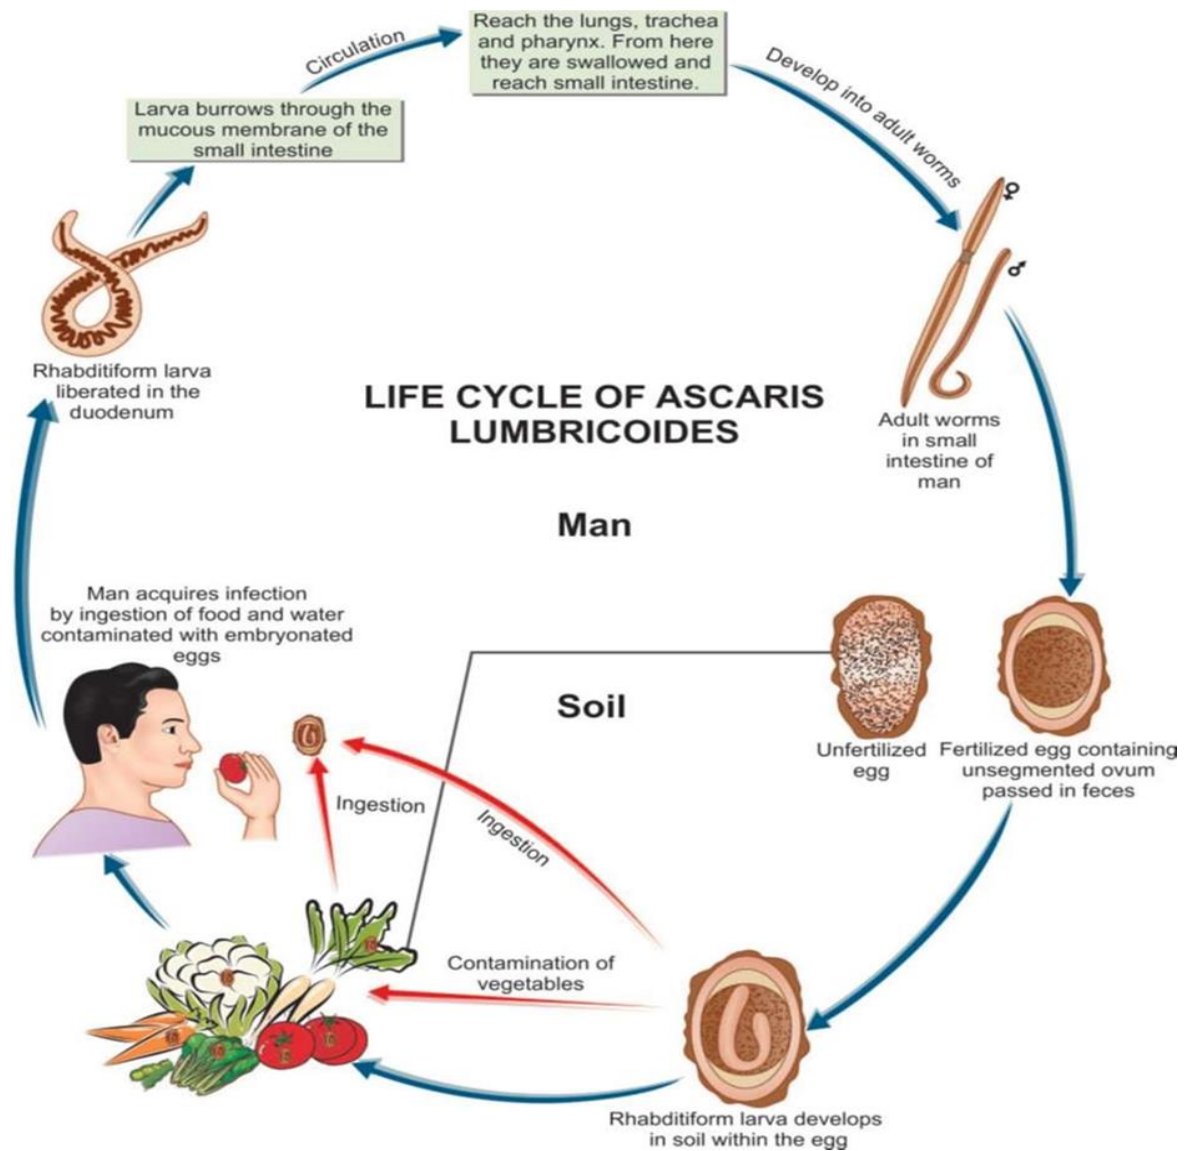 Reach the lungs, trachea
and pharynx. From here
they are swallowed and
reach small intestine.
Circulation
Develop into adult worms
Larva burrows through the
mucous membrane of the
small intestine
♀
♂
Rhabditiform larva
liberated in the
duodenum
LIFE CYCLE OF ASCARIS
LUMBRICOIDES
Adult worms
in small
intestine of
man
Man
Man acquires infection
by ingestion of food and water
contaminated with embryonated
eggs
Soil
Unfertilized
egg
Fertilized egg containing
unsegmented ovum
passed in feces
Ingestion
Ingestion
Contamination of
vegetables
Rhabditiform larva develops
in soil within the egg